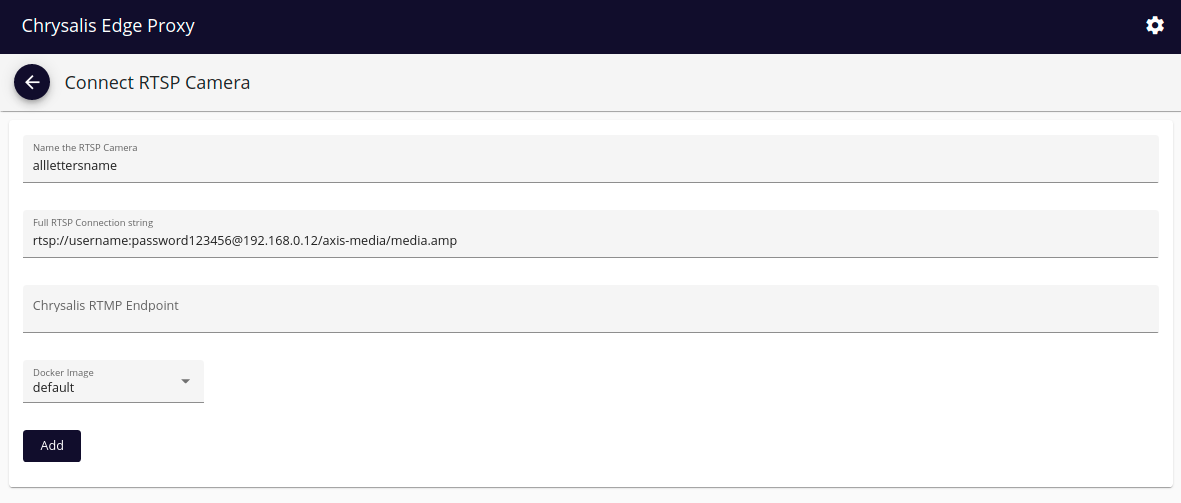 Chrysalis Edge Proxy
Connect RTSP Camera
Name the RTSP Camera
alllettersname
Full RTSP Connection string
rtsp://username:password123456@192.168.0.12/axis-media/media.amp
Chrysalis RTMP Endpoint
Docker Image
default
Add